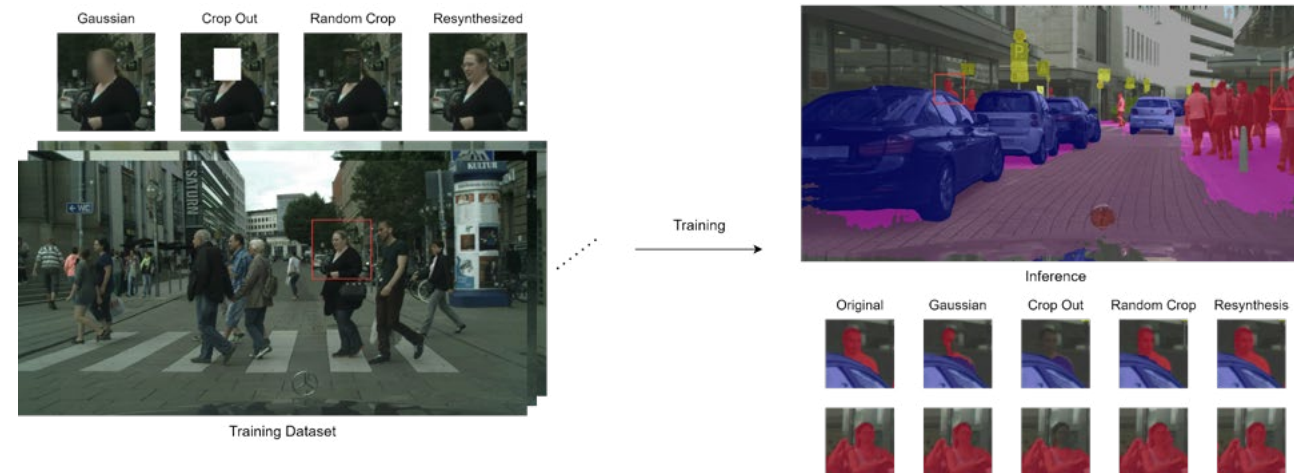 Gaussian Crop Out Random Crop Resynthesized
SATURN
WC
KULTUR
Training Dataset
Training
P
Inference
Original Gaussian Crop Out Random Crop Resynthesis